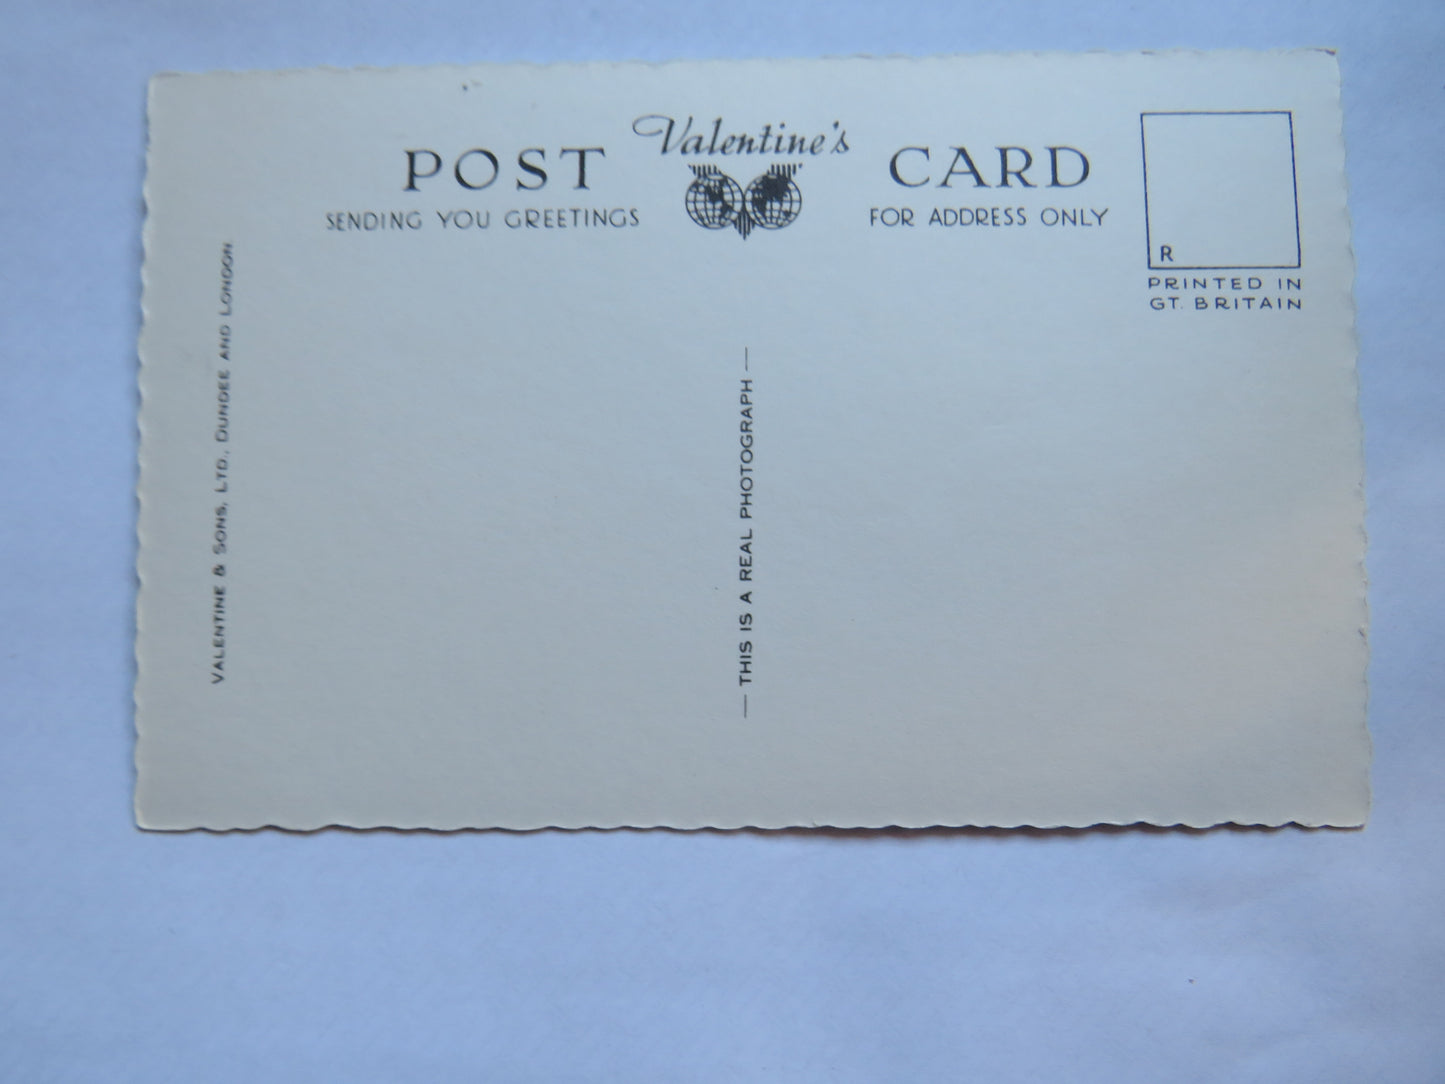 Valentine's
POST CARD
SENDING YOU GREETINGS
FOR ADDRESS ONLY
R
PRINTED IN
GT. BRITAIN
VALENTINE & SONS, LTD., DUNDEE AND LONDON.
— THIS IS A REAL PHOTOGRAPH —